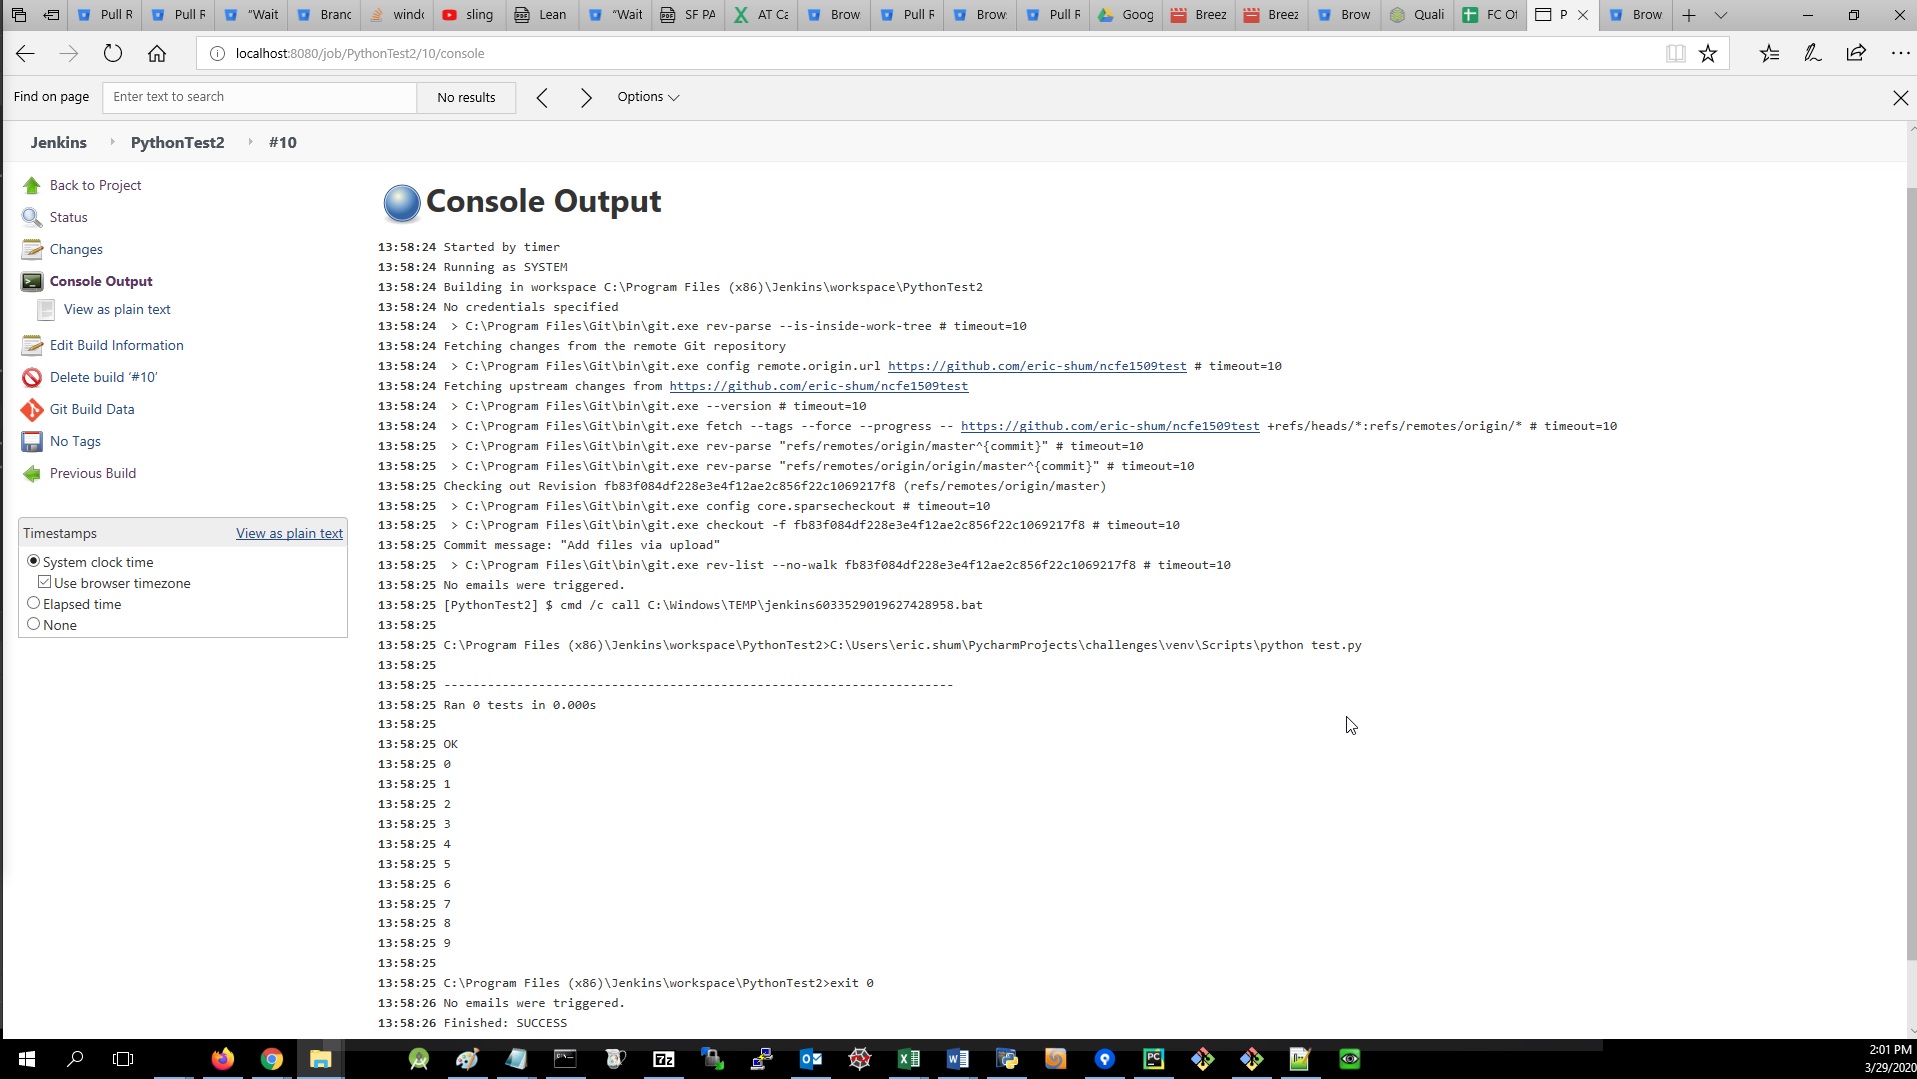 Pull R
Pull R
"Wait
Branc
windc
sling
Lean
"Wait
SF PA
AT Ca
Brow
Pull R
Brow
Pull R
Goog
Breez
Breez
Brow
Quali
FC Of
P
Brow
localhost:8080/job/PythonTest2/10/console
Find on page
Enter text to search
No results
Options
Jenkins
PythonTest2
#10
Back to Project
Status
Changes
Console Output
View as plain text
Edit Build Information
Delete build '#10'
Git Build Data
No Tags
Previous Build
Timestamps View as plain text
System clock time
Use browser timezone
Elapsed time
None
Console Output
13:58:24 Started by timer
13:58:24 Running as SYSTEM
13:58:24 Building in workspace C:\Program Files (x86)\Jenkins\workspace\PythonTest2
13:58:24 No credentials specified
13:58:24 > C:\Program Files\Git\bin\git.exe rev-parse --is-inside-work-tree # timeout=10
13:58:24 Fetching changes from the remote Git repository
13:58:24 > C:\Program Files\Git\bin\git.exe config remote.origin.url https://github.com/eric-shum/ncfe1509test # timeout=10
13:58:24 Fetching upstream changes from https://github.com/eric-shum/ncfe1509test
13:58:24 > C:\Program Files\Git\bin\git.exe --version # timeout=10
13:58:24 > C:\Program Files\Git\bin\git.exe fetch --tags --force --progress -- https://github.com/eric-shum/ncfe1509test +refs/heads/*:refs/remotes/origin/* # timeout=10
13:58:25 > C:\Program Files\Git\bin\git.exe rev-parse "refs/remotes/origin/master^{commit}" # timeout=10
13:58:25 > C:\Program Files\Git\bin\git.exe rev-parse "refs/remotes/origin/origin/master^{commit}" # timeout=10
13:58:25 Checking out Revision fb83f084df228e3e4f12ae2c856f22c1069217f8 (refs/remotes/origin/master)
13:58:25 > C:\Program Files\Git\bin\git.exe config core.sparsecheckout # timeout=10
13:58:25 > C:\Program Files\Git\bin\git.exe checkout -f fb83f084df228e3e4f12ae2c856f22c1069217f8 # timeout=10
13:58:25 Commit message: "Add files via upload"
13:58:25 > C:\Program Files\Git\bin\git.exe rev-list --no-walk fb83f084df228e3e4f12ae2c856f22c1069217f8 # timeout=10
13:58:25 No emails were triggered.
13:58:25 [PythonTest2] $ cmd /c call C:\Windows\TEMP\jenkins6033529019627428958.bat
13:58:25
13:58:25 C:\Program Files (x86)\Jenkins\workspace\PythonTest2>C:\Users\eric.shum\PycharmProjects\challenges\venv\Scripts\python test.py
13:58:25
13:58:25 ----------------------------------------------------------------------
13:58:25 Ran 0 tests in 0.000s
13:58:25
13:58:25 OK
13:58:25 0
13:58:25 1
13:58:25 2
13:58:25 3
13:58:25 4
13:58:25 5
13:58:25 6
13:58:25 7
13:58:25 8
13:58:25 9
13:58:25
13:58:25 C:\Program Files (x86)\Jenkins\workspace\PythonTest2>exit 0
13:58:26 No emails were triggered.
13:58:26 Finished: SUCCESS
2:01 PM
3/29/2020